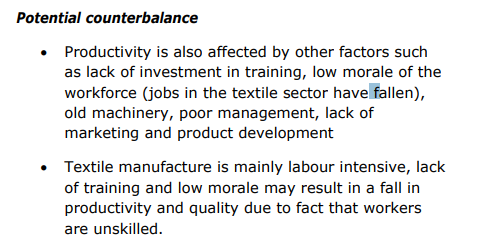 Potential counterbalance
• Productivity is also affected by other factors such
as lack of investment in training, low morale of the
workforce (jobs in the textile sector have fallen),
old machinery, poor management, lack of
marketing and product development
• Textile manufacture is mainly labour intensive, lack
of training and low morale may result in a fall in
productivity and quality due to fact that workers
are unskilled.